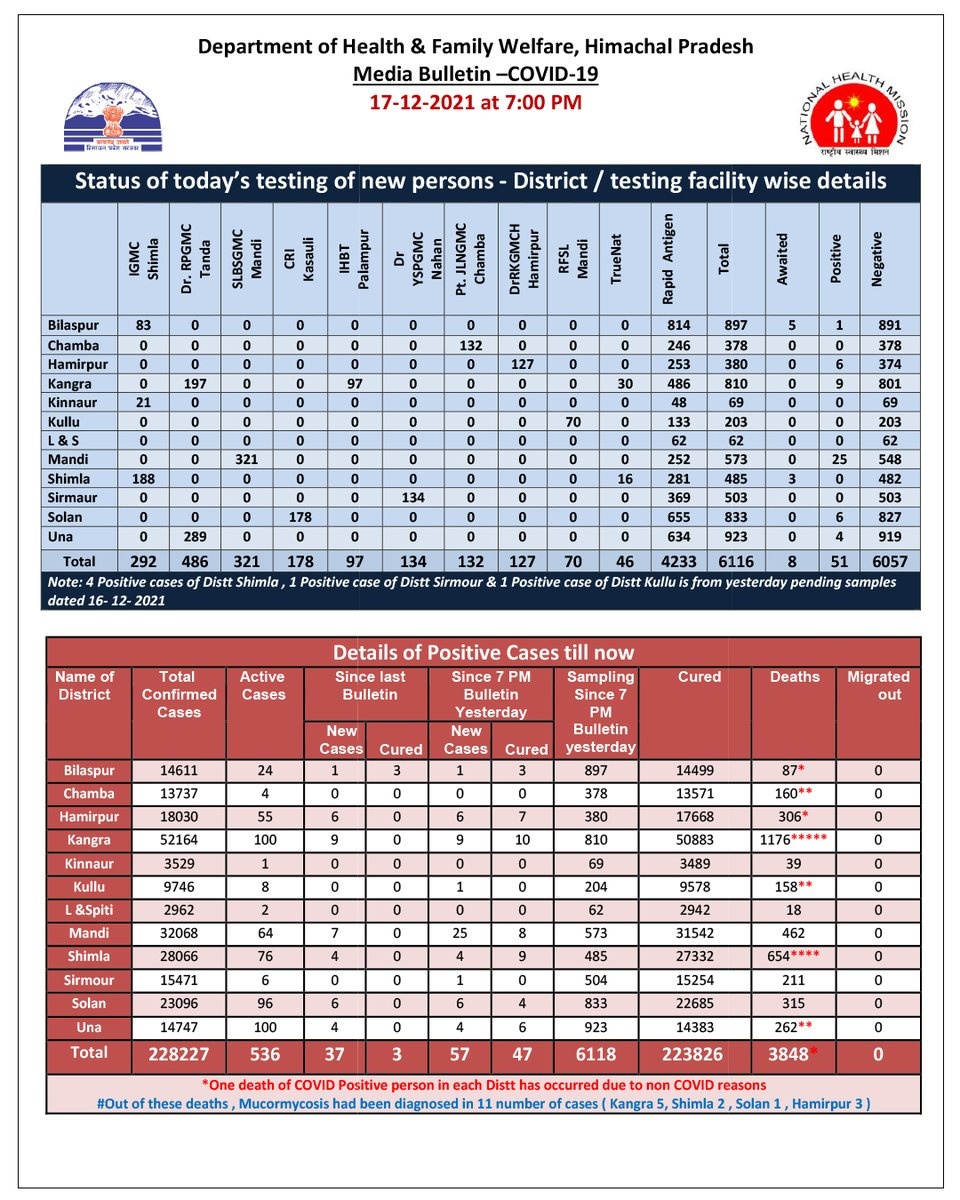 Department of Health & Family Welfare, Himachal Pradesh
Media Bulletin –COVID-19
17-12-2021 at 7:00 PM
NATIONAL HEALTH MISSION
राष्ट्रीय स्वास्थ्य मिशन
हिमाचल प्रदेश सरकार
Status of today's testing of new persons - District / testing facility wise details
IGMC Shimla | Dr. RPGMC Tanda | SLBSGMC Mandi | CRI Kasauli | IHBT Palampur | Dr YSPGMC Nahan | Pt. JLNGMC Chamba | DrRKGMCH Hamirpur | RFSL Mandi | TrueNat | Rapid Antigen | Total | Awaited | Positive | Negative
Bilaspur 83 0 0 0 0 0 0 0 0 0 814 897 5 1 891
Chamba 0 0 0 0 0 0 132 0 0 0 246 378 0 0 378
Hamirpur 0 0 0 0 0 0 0 127 0 0 253 380 0 6 374
Kangra 0 197 0 0 97 0 0 0 0 30 486 810 0 9 801
Kinnaur 21 0 0 0 0 0 0 0 0 0 48 69 0 0 69
Kullu 0 0 0 0 0 0 0 0 70 0 133 203 0 0 203
L & S 0 0 0 0 0 0 0 0 0 0 62 62 0 0 62
Mandi 0 0 321 0 0 0 0 0 0 0 252 573 0 25 548
Shimla 188 0 0 0 0 0 0 0 0 16 281 485 3 0 482
Sirmaur 0 0 0 0 0 134 0 0 0 0 369 503 0 0 503
Solan 0 0 0 178 0 0 0 0 0 0 655 833 0 6 827
Una 0 289 0 0 0 0 0 0 0 0 634 923 0 4 919
Total 292 486 321 178 97 134 132 127 70 46 4233 6116 8 51 6057
Note: 4 Positive cases of Distt Shimla , 1 Positive case of Distt Sirmour & 1 Positive case of Distt Kullu is from yesterday pending samples
dated 16- 12- 2021
Details of Positive Cases till now
Name of District | Total Confirmed Cases | Active Cases | Since last Bulletin | Since 7 PM Bulletin Yesterday | Sampling Since 7 PM Bulletin yesterday | Cured | Deaths | Migrated out
New Cases | Cured | New Cases | Cured
Bilaspur 14611 24 1 3 1 3 897 14499 87* 0
Chamba 13737 4 0 0 0 0 378 13571 160** 0
Hamirpur 18030 55 6 0 6 7 380 17668 306* 0
Kangra 52164 100 9 0 9 10 810 50883 1176***** 0
Kinnaur 3529 1 0 0 0 0 69 3489 39 0
Kullu 9746 8 0 0 1 0 204 9578 158** 0
L &Spiti 2962 2 0 0 0 0 62 2942 18 0
Mandi 32068 64 7 0 25 8 573 31542 462 0
Shimla 28066 76 4 0 4 9 485 27332 654**** 0
Sirmour 15471 6 0 0 1 0 504 15254 211 0
Solan 23096 96 6 0 6 4 833 22685 315 0
Una 14747 100 4 0 4 6 923 14383 262** 0
Total 228227 536 37 3 57 47 6118 223826 3848* 0
*One death of COVID Positive person in each Distt has occurred due to non COVID reasons
#Out of these deaths , Mucormycosis had been diagnosed in 11 number of cases ( Kangra 5, Shimla 2 , Solan 1 , Hamirpur 3 )